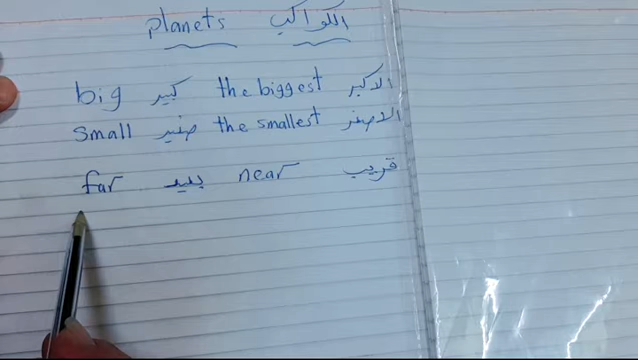 planets الكواكب
big كبير the biggest الاكبر
small صغير the smallest الاصغر
far بعيد near قريب